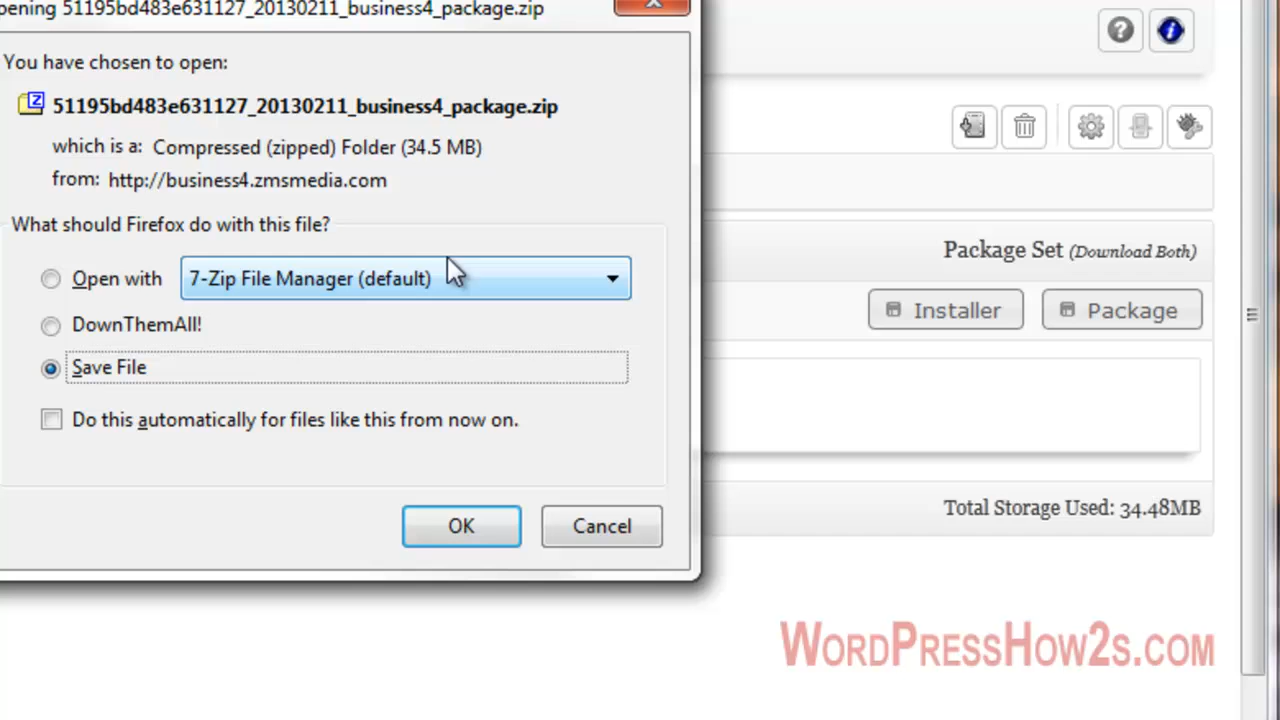 pening 51195bd483e631127_20130211_business4_package.zip
You have chosen to open:
51195bd483e631127_20130211_business4_package.zip
which is a: Compressed (zipped) Folder (34.5 MB)
from: http://business4.zmsmedia.com
What should Firefox do with this file?
Open with 7-Zip File Manager (default)
DownThemAll!
Save File
Do this automatically for files like this from now on.
OK Cancel
Package Set (Download Both)
Installer Package
Total Storage Used: 34.48MB
WordPressHow2s.com